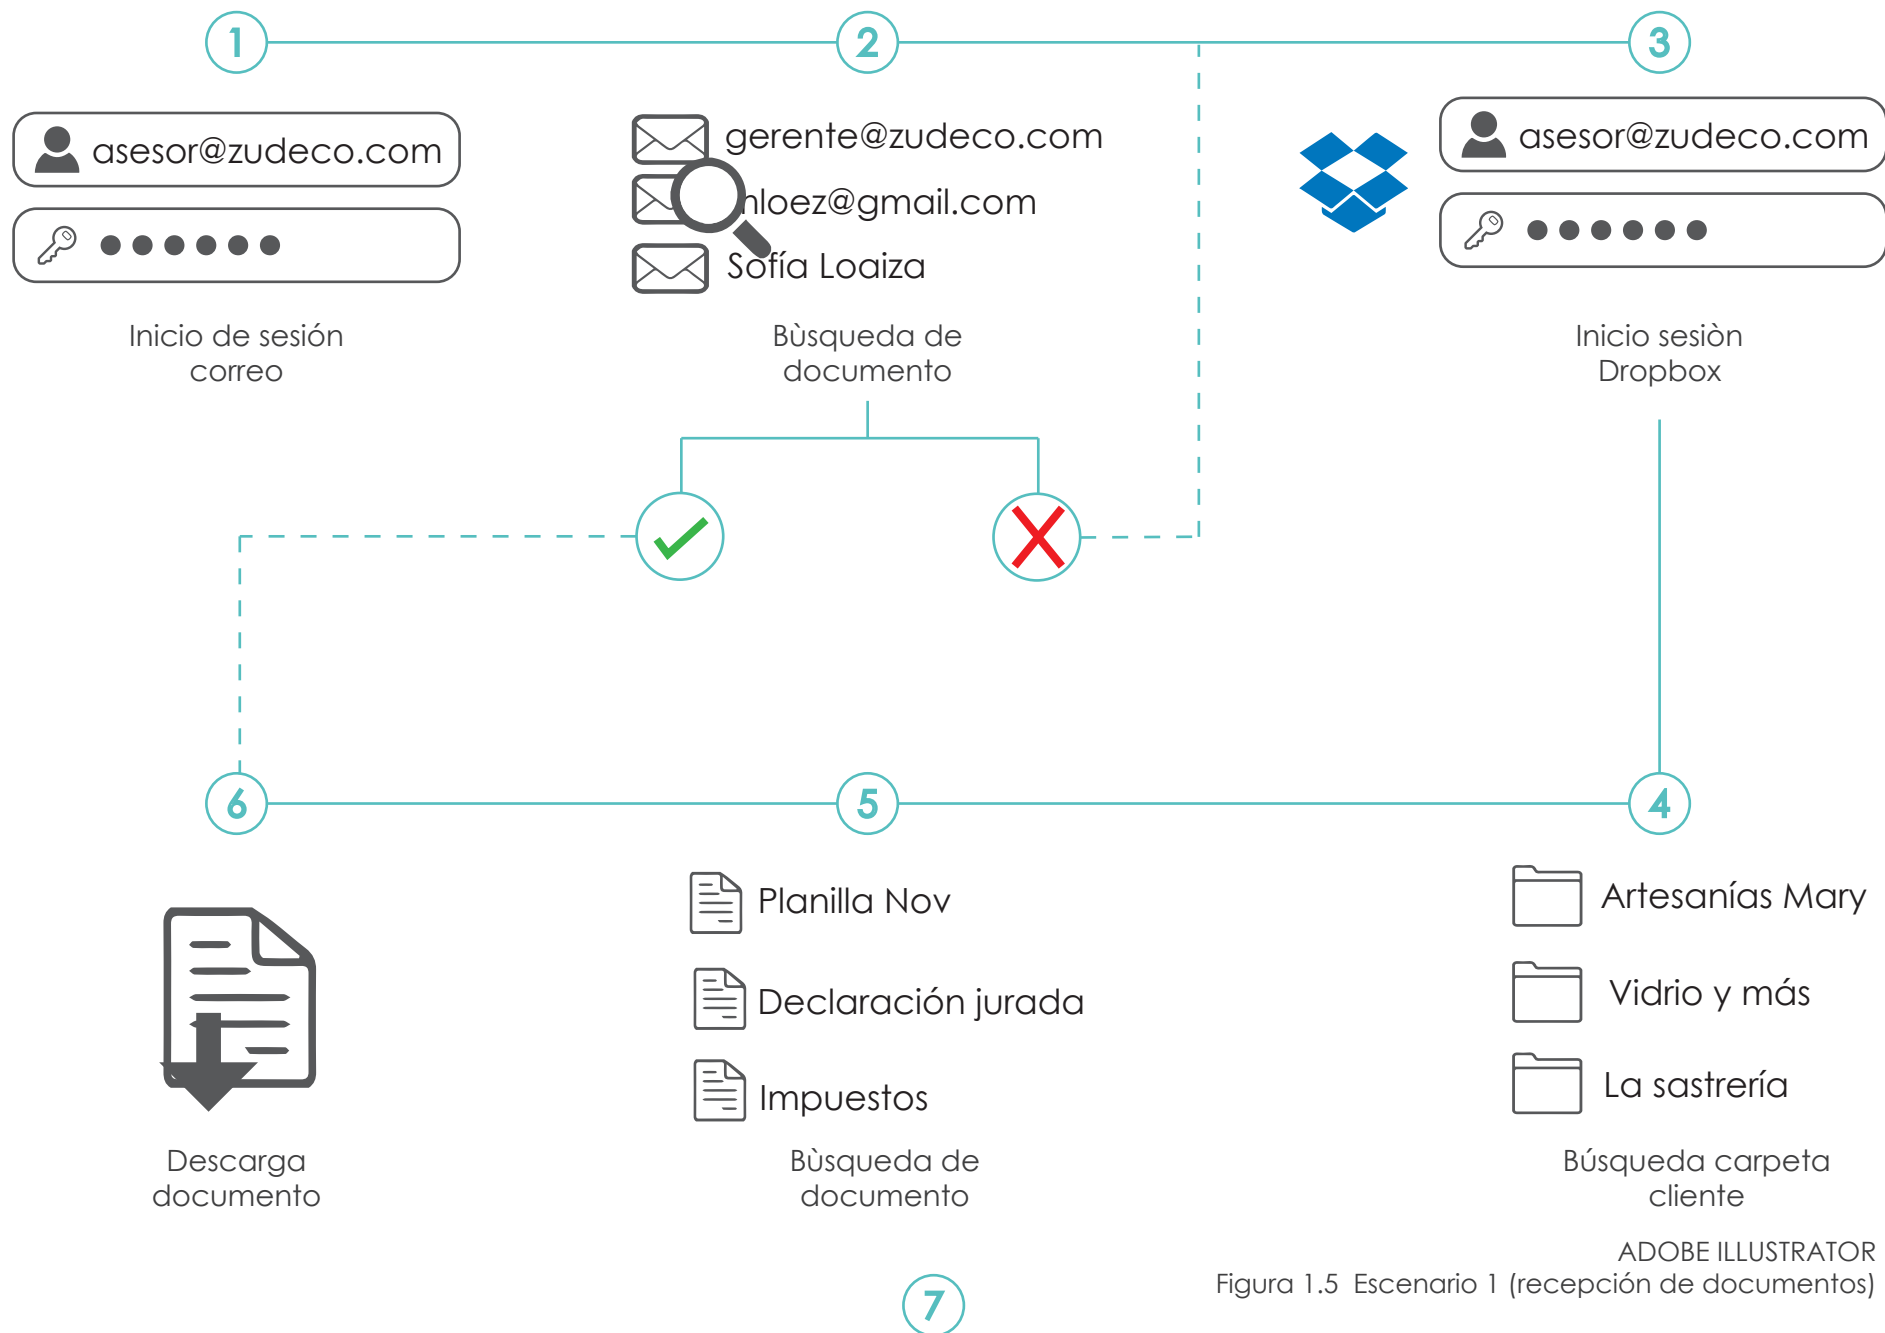 1
2
3
asesor@zudeco.com
gerente@zudeco.com
Sofía Loaiza
asesor@zudeco.com
Inicio de sesión
correo
Bùsqueda de
documento
Inicio sesiòn
Dropbox
6
5
4
Planilla Nov
Declaración jurada
Impuestos
Artesanías Mary
Vidrio y más
La sastrería
Descarga
documento
Bùsqueda de
documento
Búsqueda carpeta
cliente
ADOBE ILLUSTRATOR
Figura 1.5 Escenario 1 (recepción de documentos)
7